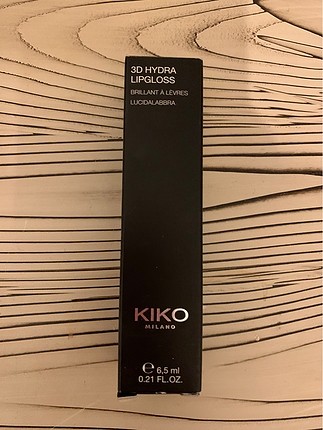 3D HYDRA
LIPGLOSS
BRILLANT À LÈVRES
LUCIDALABBRA
KIKO
MILANO
℮ 6,5 ml
0.21 FL.OZ.